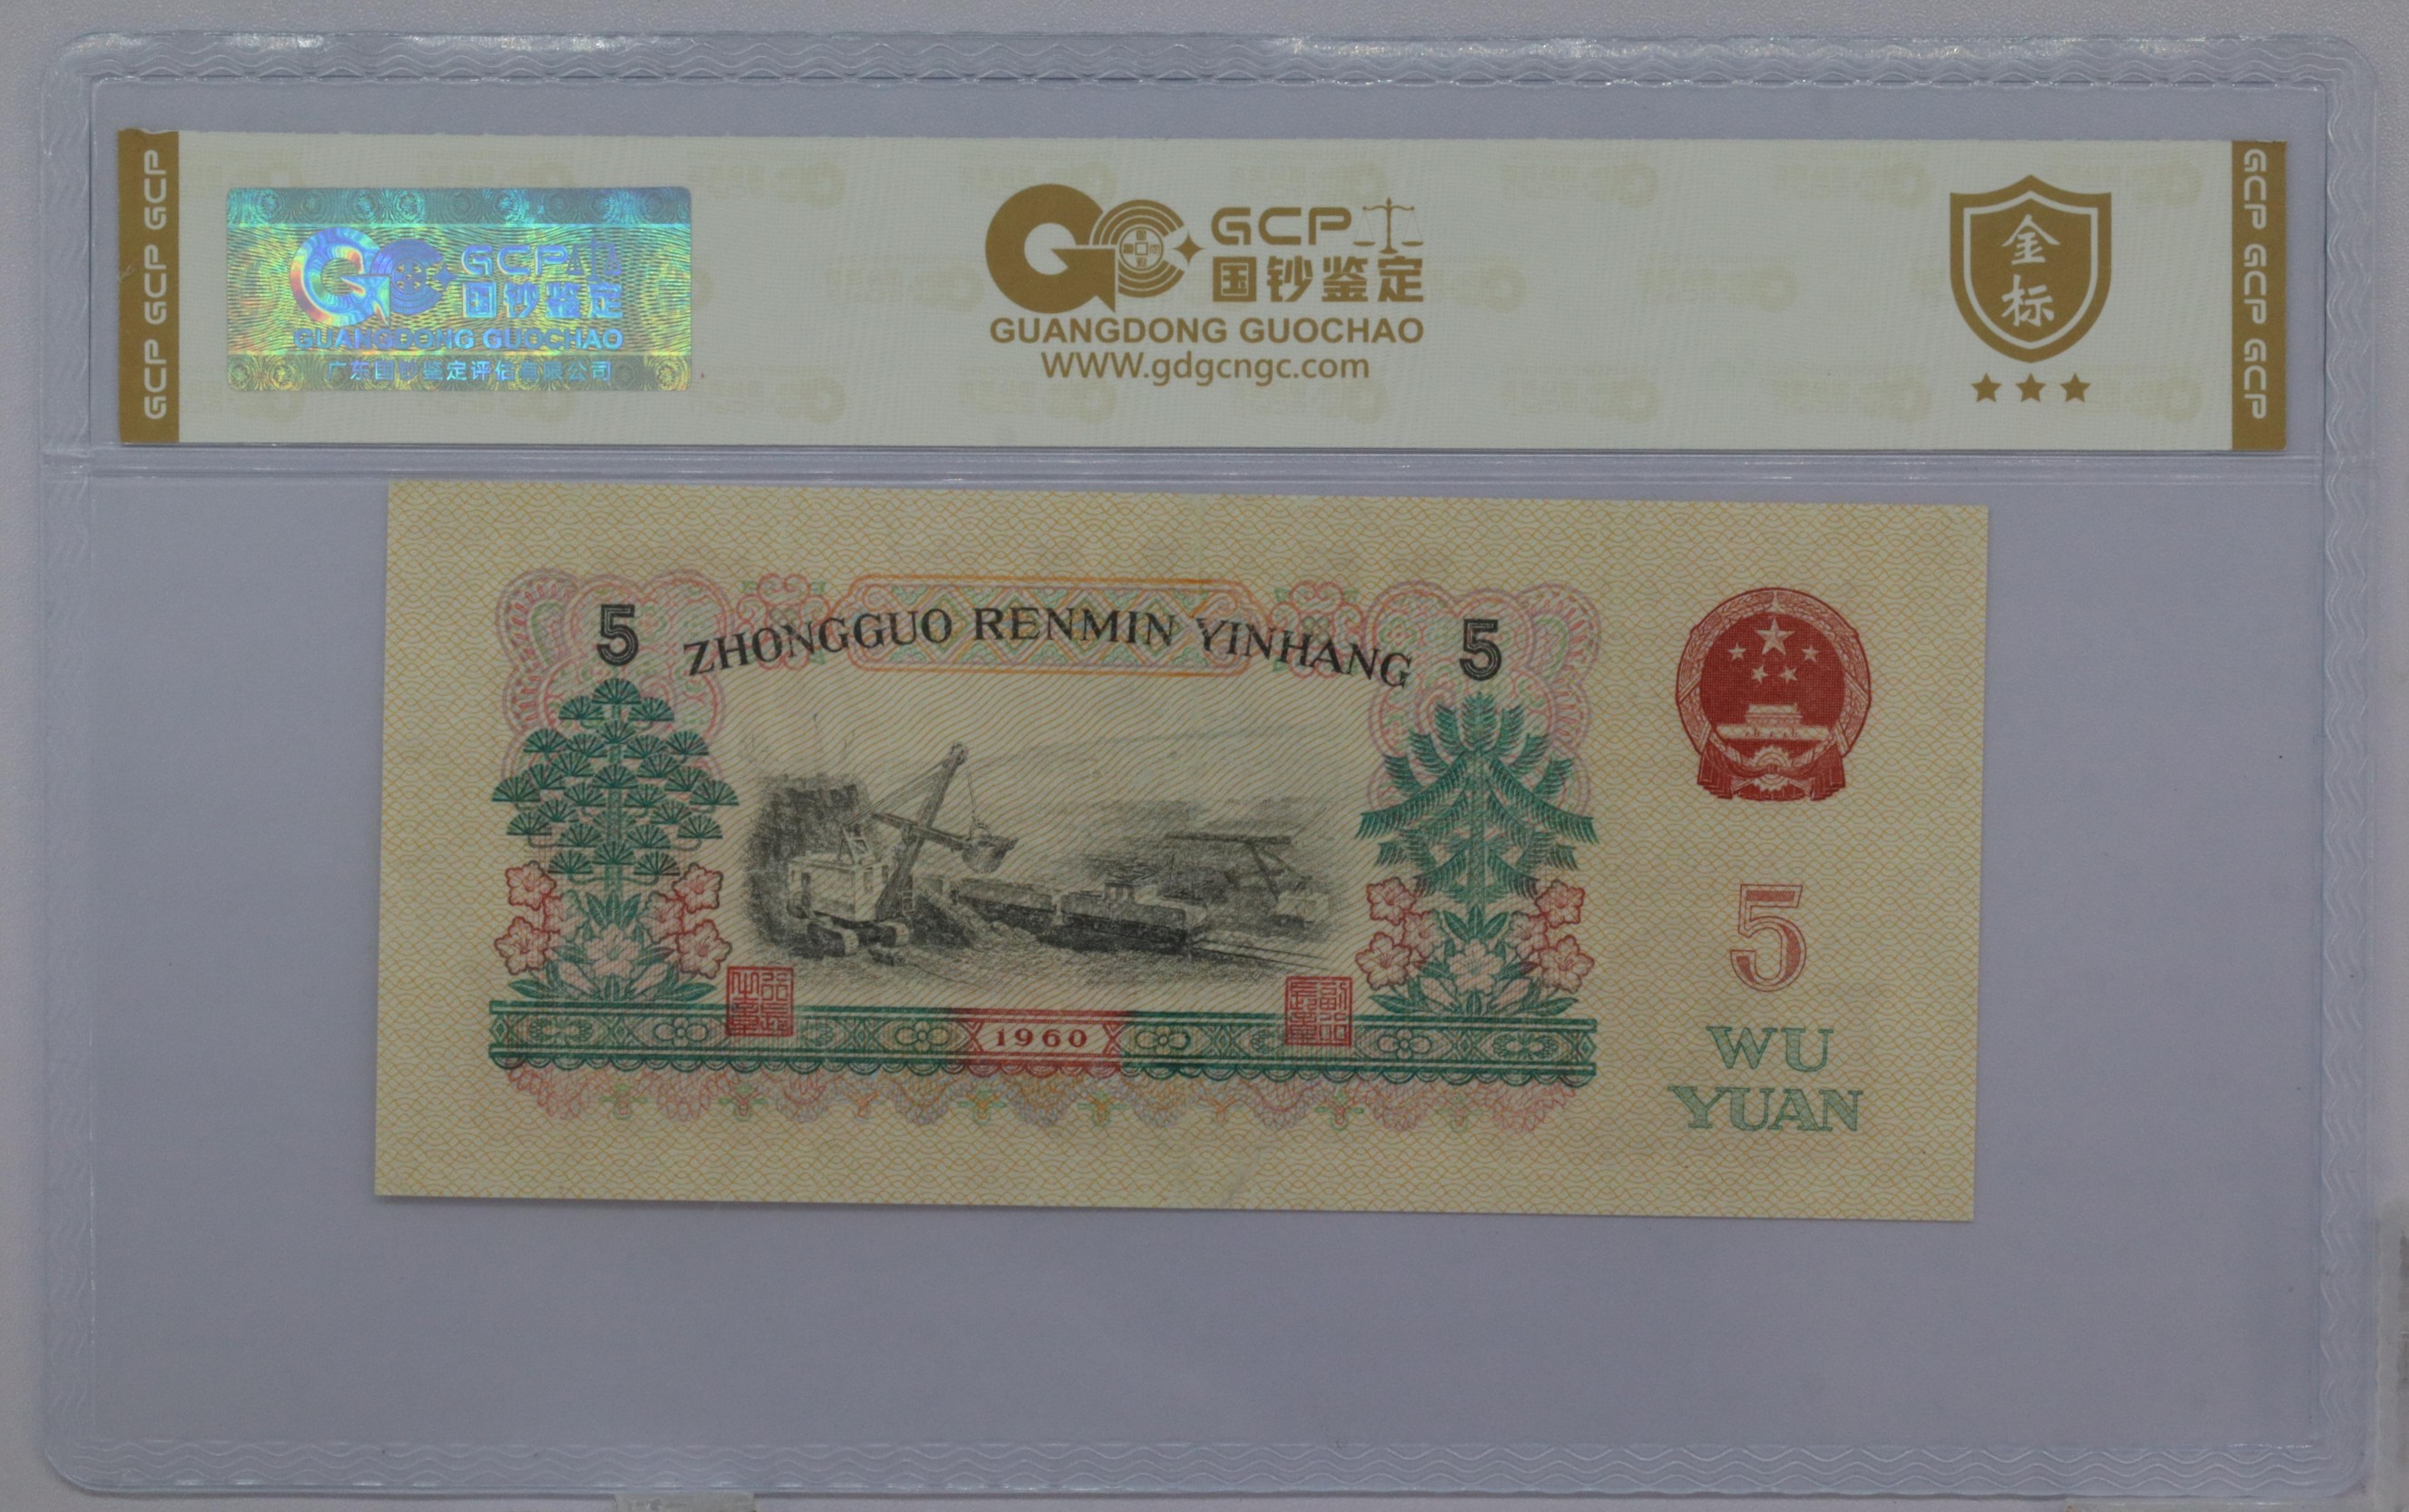 GCP GCP GCP
GCP
国钞鉴定
GUANGDONG GUOCHAO
广东国钞鉴定评估有限公司
GCP
国钞鉴定
GUANGDONG GUOCHAO
WWW.gdgcngc.com
金标
GCP GCP GCP
5
ZHONGGUO RENMIN YINHANG
5
1960
5
WU
YUAN